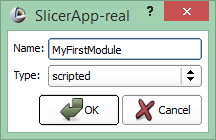 SlicerApp-real
Name: MyFirstModule
Type: scripted
OK Cancel